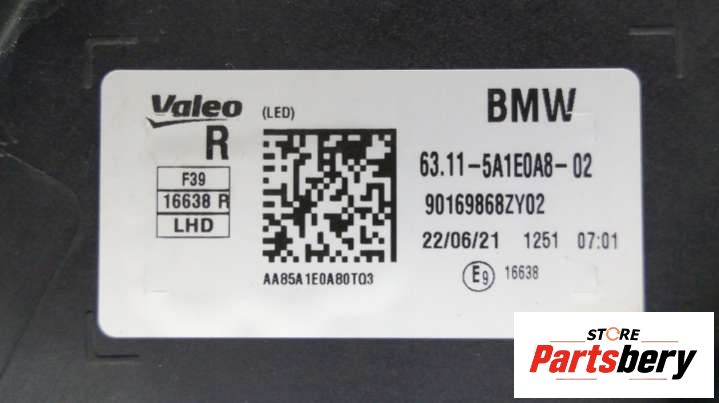 Valeo (LED) BMW
R
F39
16638 R
LHD
63.11-5A1E0A8-02
90169868ZY02
22/06/21 1251 07:01
AA85A1E0A80TQ3
E9 16638
STORE
Partsbery